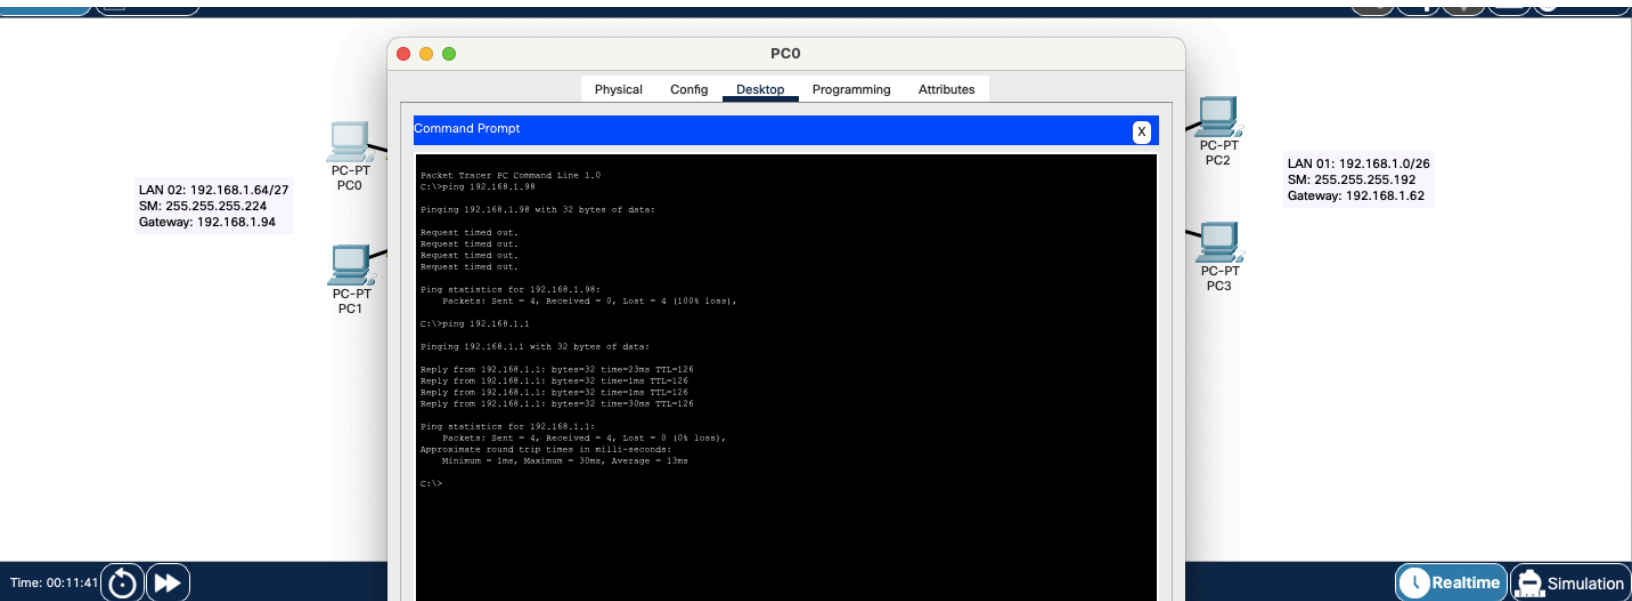 PC0
Physical Config Desktop Programming Attributes
Command Prompt
X
Packet Tracer PC Command Line 1.0
C:\>ping 192.168.1.98
Pinging 192.168.1.98 with 32 bytes of data:
Request timed out.
Request timed out.
Request timed out.
Request timed out.
Ping statistics for 192.168.1.98:
Packets: Sent = 4, Received = 0, Lost = 4 (100% loss),
C:\>ping 192.168.1.1
Pinging 192.168.1.1 with 32 bytes of data:
Reply from 192.168.1.1: bytes=32 time=23ms TTL=126
Reply from 192.168.1.1: bytes=32 time=1ms TTL=126
Reply from 192.168.1.1: bytes=32 time=1ms TTL=126
Reply from 192.168.1.1: bytes=32 time=30ms TTL=126
Ping statistics for 192.168.1.1:
Packets: Sent = 4, Received = 4, Lost = 0 (0% loss),
Approximate round trip times in milli-seconds:
Minimum = 1ms, Maximum = 30ms, Average = 13ms
C:\>
PC-PT
PC0
LAN 02: 192.168.1.64/27
SM: 255.255.255.224
Gateway: 192.168.1.94
PC-PT
PC1
PC-PT
PC2
LAN 01: 192.168.1.0/26
SM: 255.255.255.192
Gateway: 192.168.1.62
PC-PT
PC3
Time: 00:11:41
Realtime
Simulation